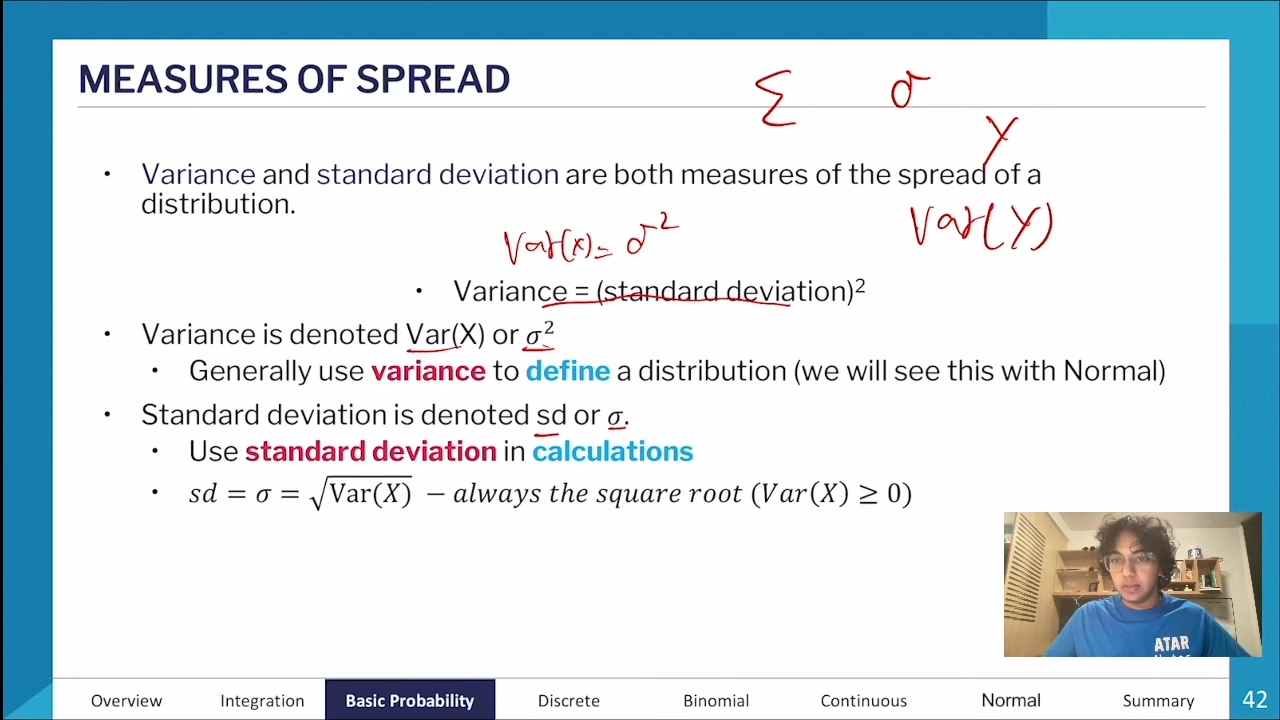 MEASURES OF SPREAD
Σ σ
Y
• Variance and standard deviation are both measures of the spread of a
distribution.
Var(Y)
Var(X) = σ²
• Variance = (standard deviation)²
• Variance is denoted Var(X) or σ²
• Generally use variance to define a distribution (we will see this with Normal)
• Standard deviation is denoted sd or σ.
• Use standard deviation in calculations
• sd = σ = √Var(X) – always the square root (Var(X) ≥ 0)
ATAR
Overview Integration Basic Probability Discrete Binomial Continuous Normal Summary 42